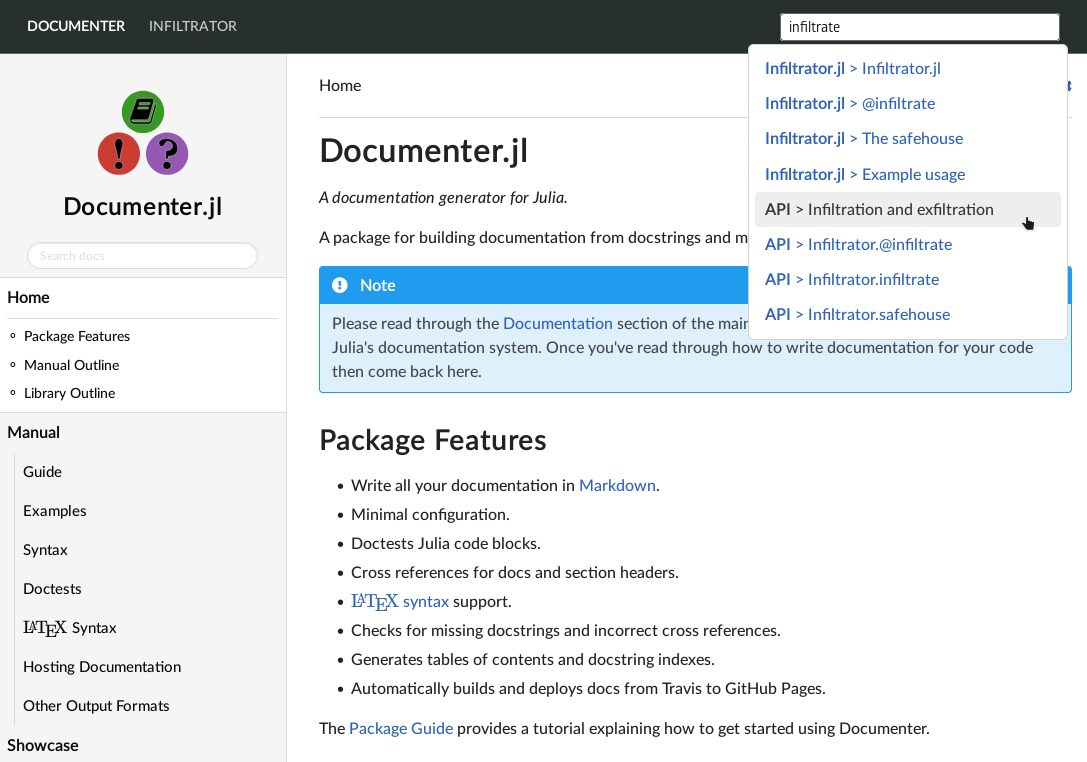 DOCUMENTER INFILTRATOR infiltrate
Infiltrator.jl > Infiltrator.jl
Infiltrator.jl > @infiltrate
Infiltrator.jl > The safehouse
Infiltrator.jl > Example usage
API > Infiltration and exfiltration
API > Infiltrator.@infiltrate
API > Infiltrator.infiltrate
API > Infiltrator.safehouse
! ?
Documenter.jl
Search docs
Home
Package Features
Manual Outline
Library Outline
Manual
Guide
Examples
Syntax
Doctests
LATEX Syntax
Hosting Documentation
Other Output Formats
Showcase
Home
Documenter.jl
A documentation generator for Julia.
A package for building documentation from docstrings and m
Note
Please read through the Documentation section of the main
Julia's documentation system. Once you've read through how to write documentation for your code
then come back here.
Package Features
• Write all your documentation in Markdown.
• Minimal configuration.
• Doctests Julia code blocks.
• Cross references for docs and section headers.
• LATEX syntax support.
• Checks for missing docstrings and incorrect cross references.
• Generates tables of contents and docstring indexes.
• Automatically builds and deploys docs from Travis to GitHub Pages.
The Package Guide provides a tutorial explaining how to get started using Documenter.